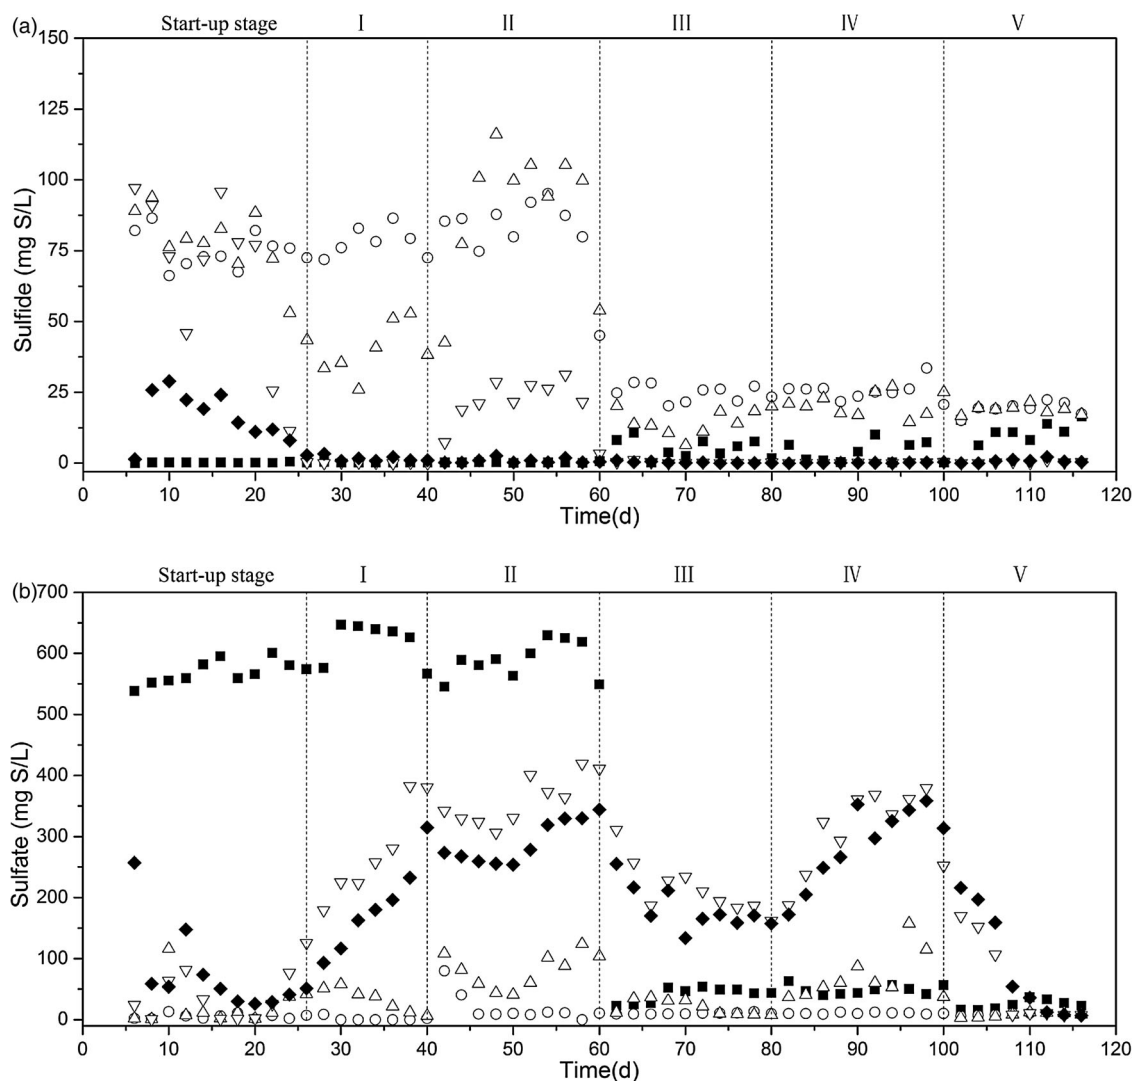 (a)
Start-up stage Ⅰ Ⅱ Ⅲ Ⅳ Ⅴ
150
125
100
75
50
25
0
Sulfide (mg S/L)
0 10 20 30 40 50 60 70 80 90 100 110 120
Time(d)
(b)
Start-up stage Ⅰ Ⅱ Ⅲ Ⅳ Ⅴ
700
600
500
400
300
200
100
0
Sulfate (mg S/L)
0 10 20 30 40 50 60 70 80 90 100 110 120
Time(d)